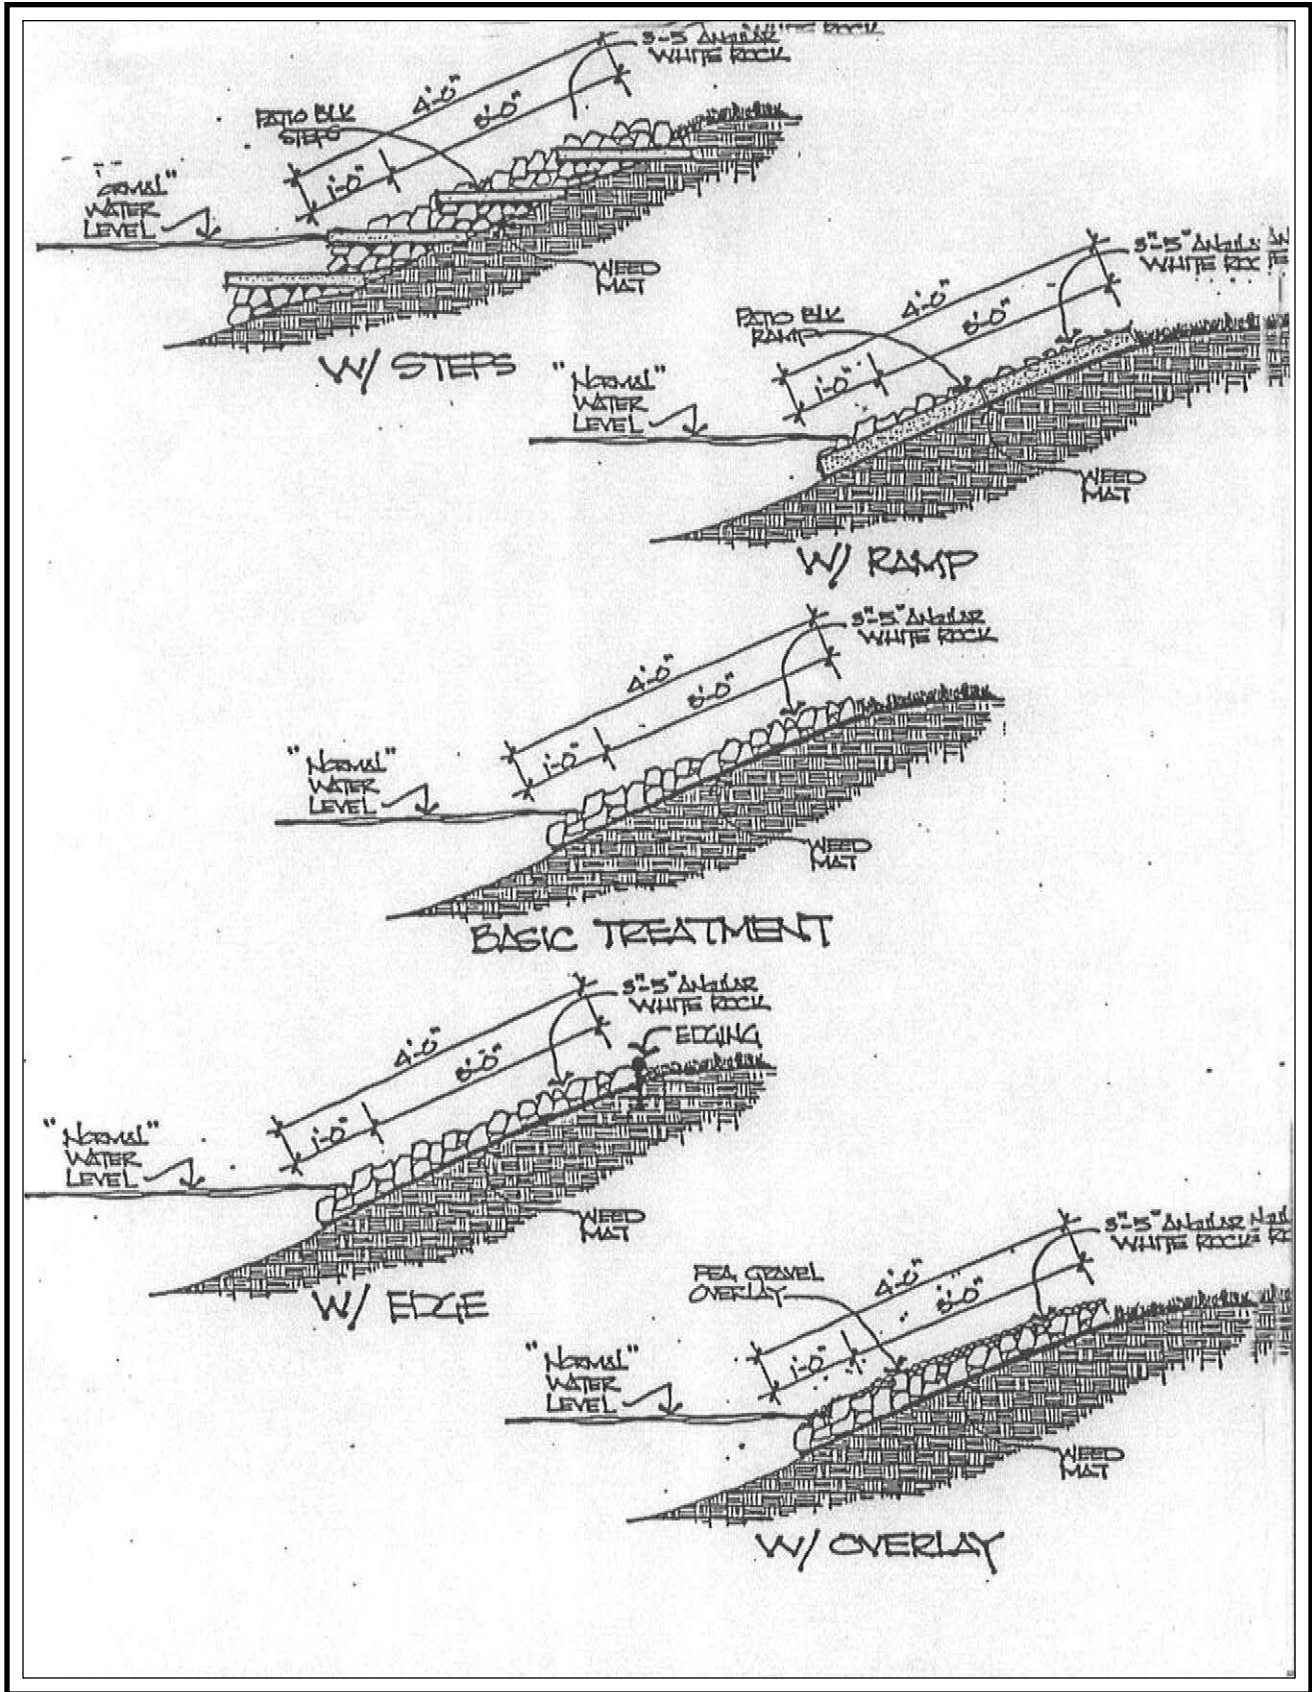 WHITE ROCK
3"-5" ANGULAR
WHITE ROCK
4'-0"
3'-0"
PATIO BLK
STEPS
1'-0"
WATER
LEVEL
WEED
MAT
W/ STEPS
3"-5" ANGULA
WHITE ROC
4'-0"
3'-0"
PATIO BLK
RAMP
1'-0"
"NORMAL"
WATER
LEVEL
WEED
MAT
W/ RAMP
3"-5" ANGULAR
WHITE ROCK
4'-0"
3'-0"
1'-0"
"NORMAL"
WATER
LEVEL
WEED
MAT
BASIC TREATMENT
3"-5" ANGULAR
WHITE ROCK
EDGING
4'-0"
3'-0"
1'-0"
"NORMAL"
WATER
LEVEL
WEED
MAT
W/ EDGE
3"-5" ANGULAR
WHITE ROCK
PEA GRAVEL
OVERLAY
4'-0"
3'-0"
1'-0"
"NORMAL"
WATER
LEVEL
WEED
MAT
W/ OVERLAY